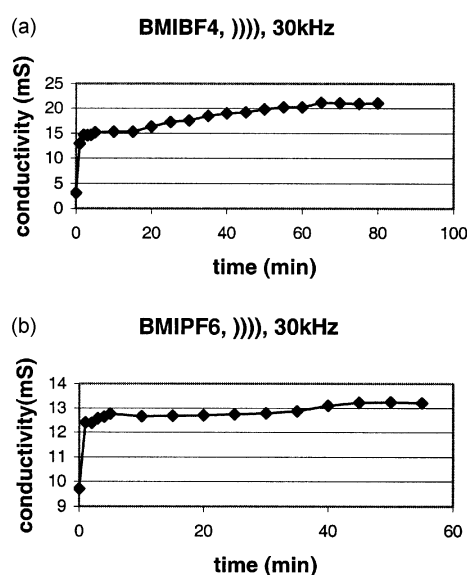 (a)
BMIBF4, )))), 30kHz
conductivity (mS)
25
20
15
10
5
0
0 20 40 60 80 100
time (min)
(b)
BMIPF6, )))), 30kHz
conductivity(mS)
14
13
12
11
10
9
0 20 40 60
time (min)